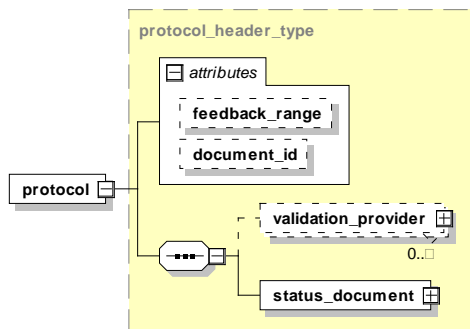 protocol_header_type
attributes
feedback_range
document_id
protocol
validation_provider
0..□
status_document